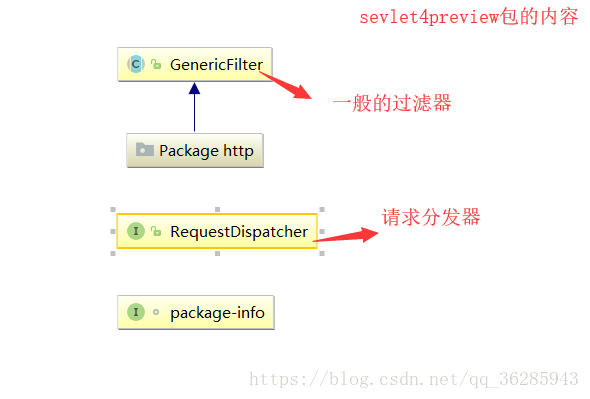 sevlet4preview包的内容
GenericFilter
一般的过滤器
Package http
请求分发器
RequestDispatcher
package-info
https://blog.csdn.net/qq_36285943